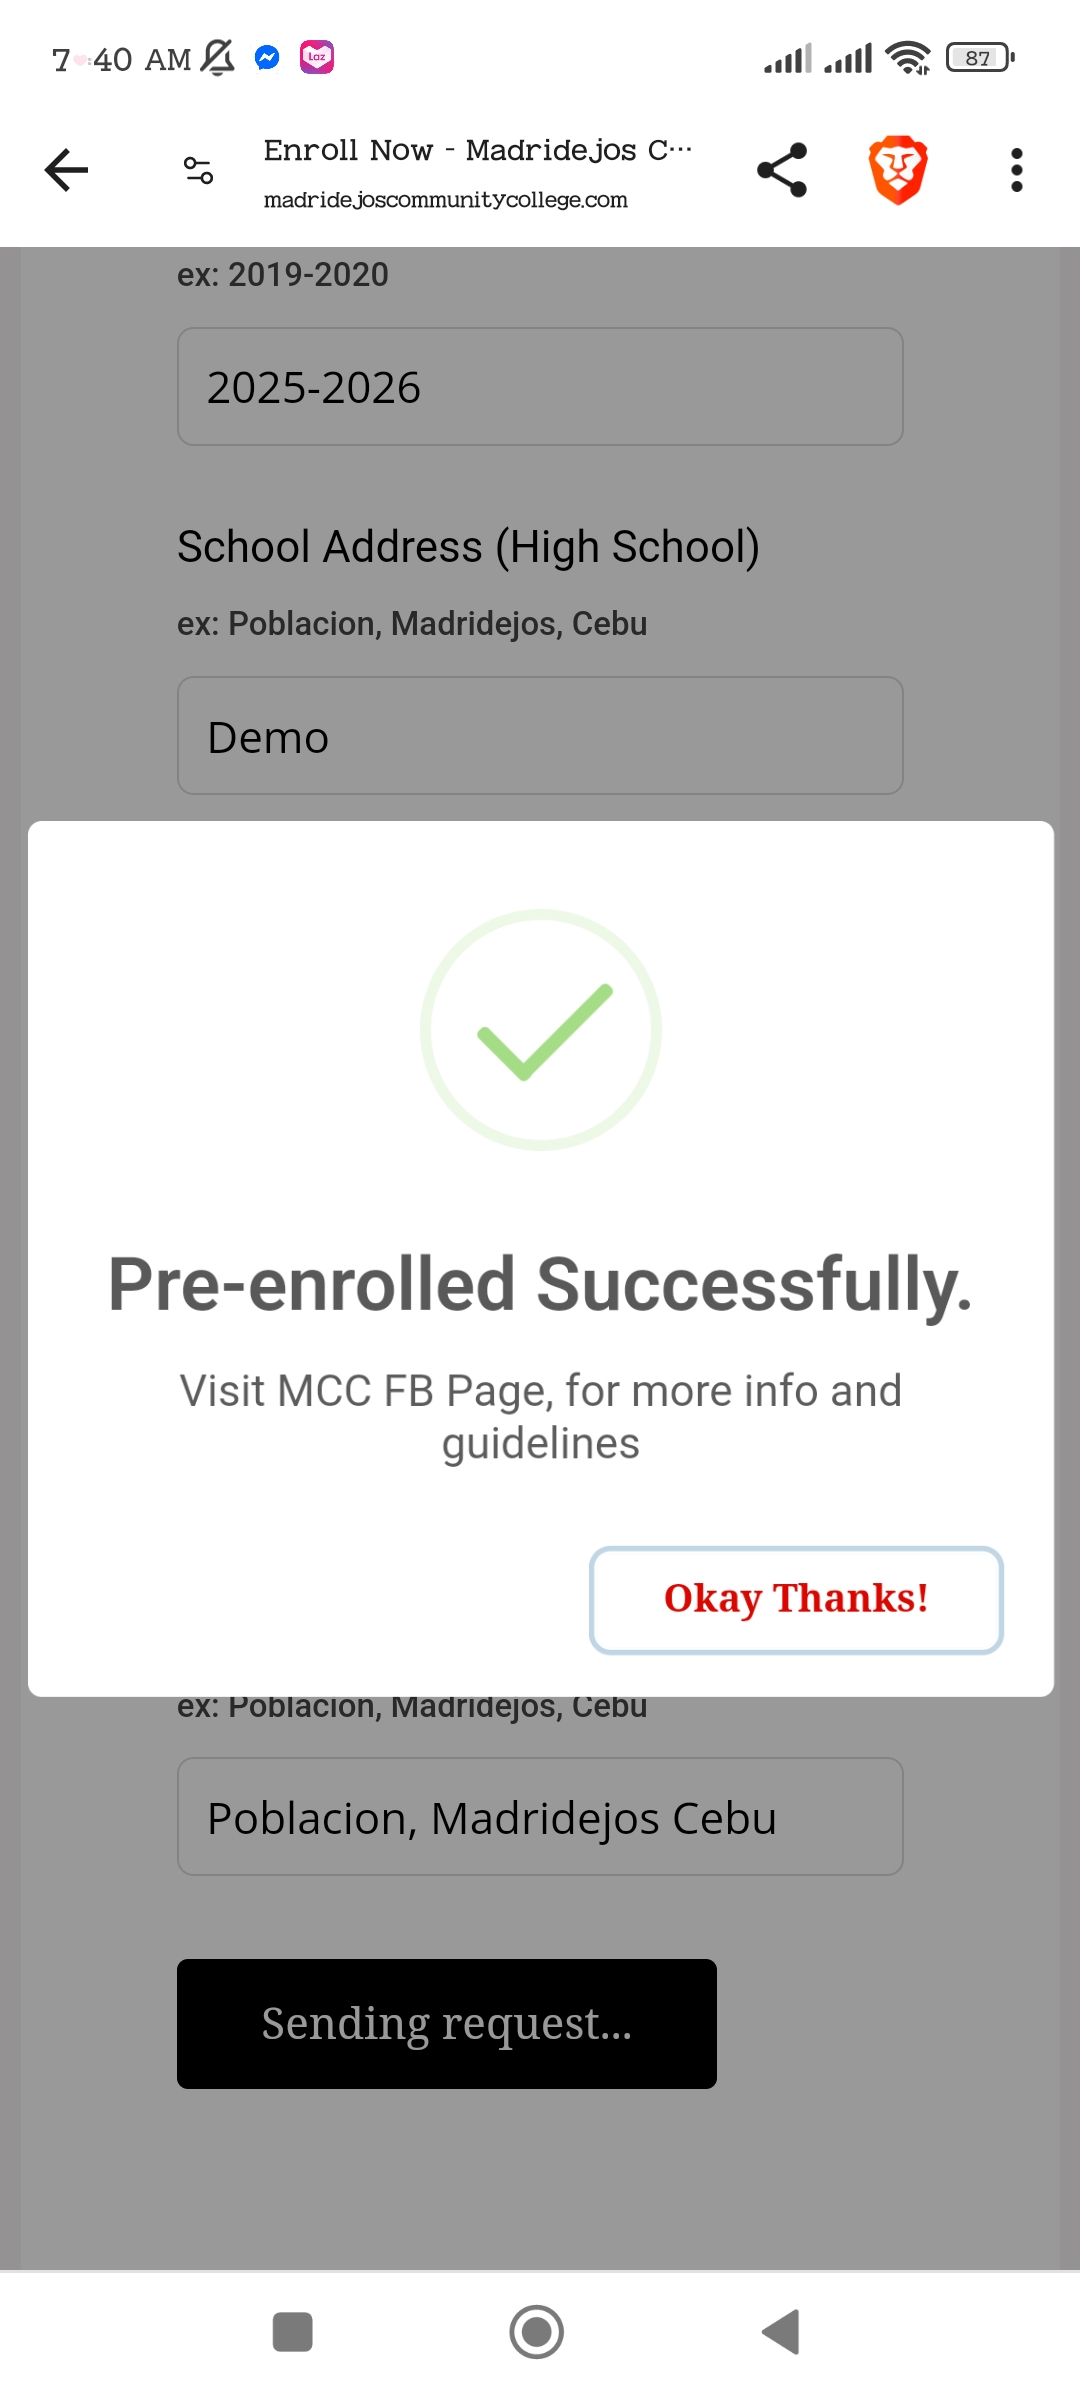 7:40 AM
Laz
87
Enroll Now - Madridejos C...
madridejoscommunitycollege.com
ex: 2019-2020
2025-2026
School Address (High School)
ex: Poblacion, Madridejos, Cebu
Demo
Pre-enrolled Successfully.
Visit MCC FB Page, for more info and
guidelines
Okay Thanks!
ex: Poblacion, Madridejos, Cebu
Poblacion, Madridejos Cebu
Sending request...